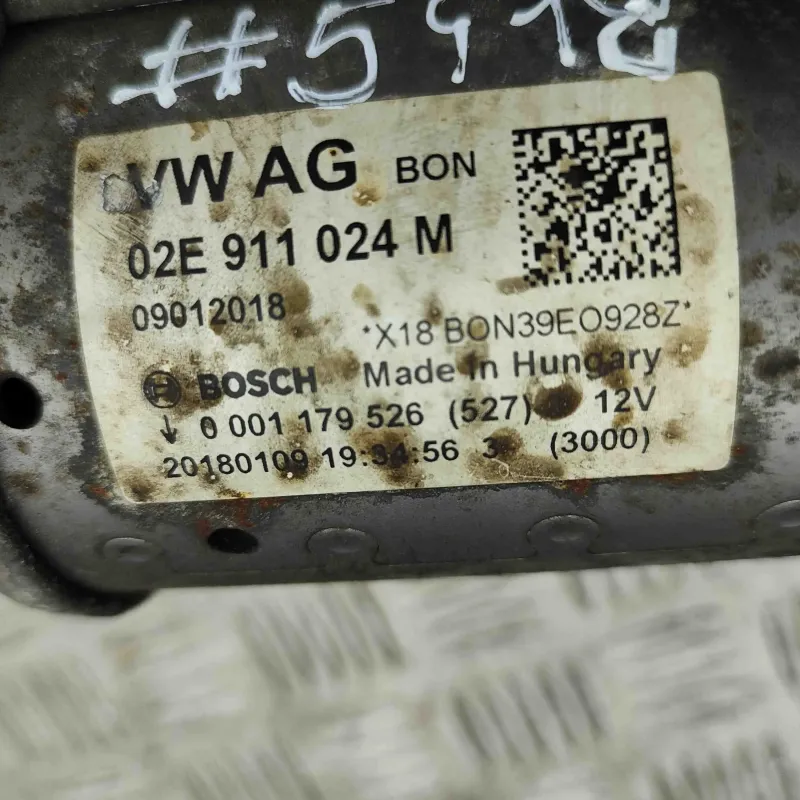 VW AG BON
02E 911 024 M
09012018
*X18 BON39EO928Z*
BOSCH Made in Hungary
0 001 179 526 (527) 12V
20180109 19:34:56 3 (3000)